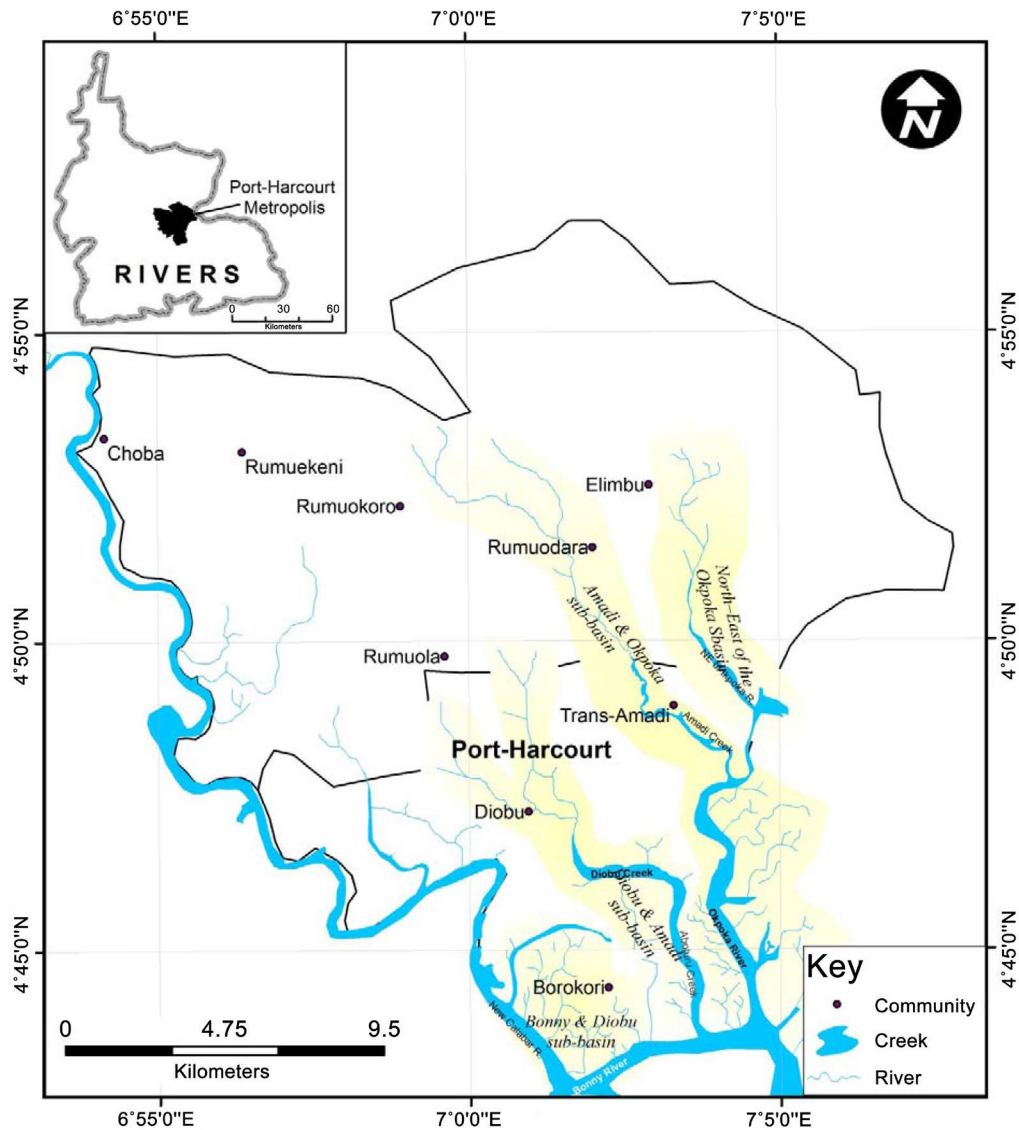 6°55'0"E
7°0'0"E
7°5'0"E
Port-Harcourt
Metropolis
RIVERS
0 30 60
Kilometers
N
4°55'0"N
4°55'0"N
Choba
Rumuekeni
Rumuokoro
Elimbu
Rumuodara
North-East of the
Okpoka Sbasin
Amadi & Okpoka
sub-basin
4°50'0"N
4°50'0"N
Rumuola
Trans-Amadi
Amadi Creek
Port-Harcourt
Diobu
Diobu Creek
Diobu & Amadi
sub-basin
Okpoka River
4°45'0"N
4°45'0"N
Borokori
Bonny & Diobu
sub-basin
New Calabar R.
Bonny River
0 4.75 9.5
Kilometers
Key
Community
Creek
River
6°55'0"E
7°0'0"E
7°5'0"E